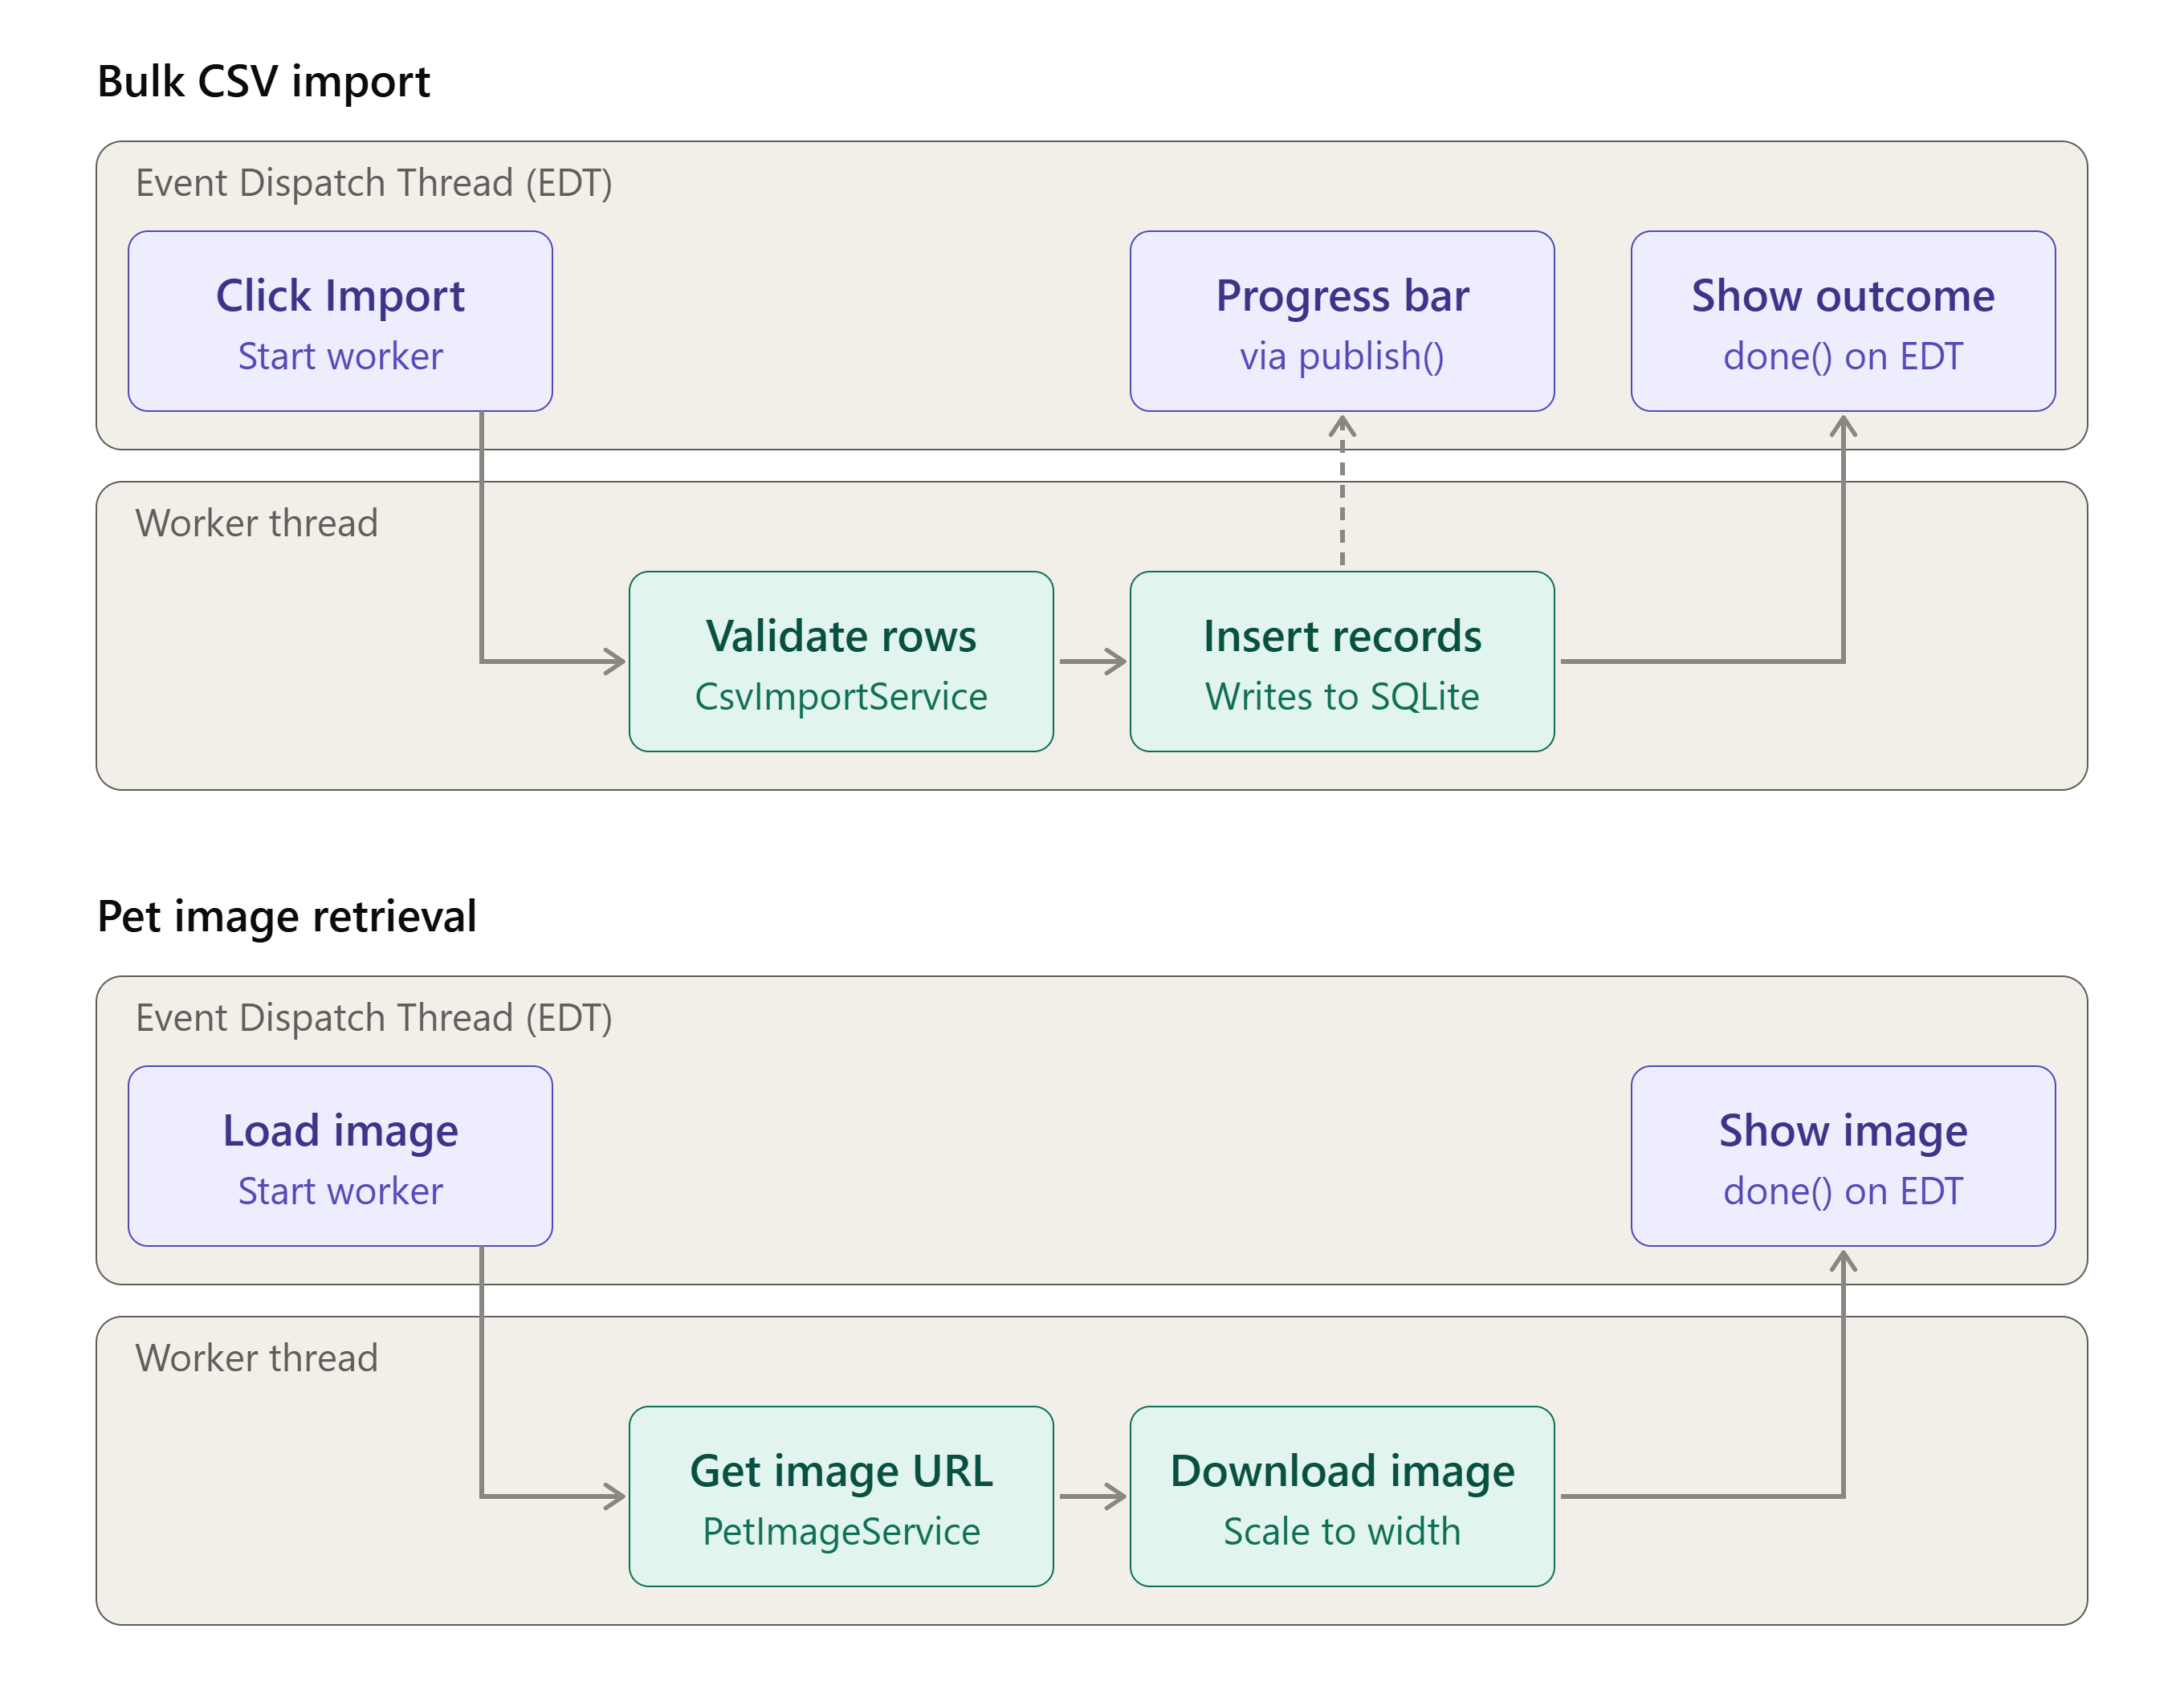 Bulk CSV import
Event Dispatch Thread (EDT)
Click Import
Start worker
Progress bar
via publish()
Show outcome
done() on EDT
Worker thread
Validate rows
CsvImportService
Insert records
Writes to SQLite
Pet image retrieval
Event Dispatch Thread (EDT)
Load image
Start worker
Show image
done() on EDT
Worker thread
Get image URL
PetImageService
Download image
Scale to width